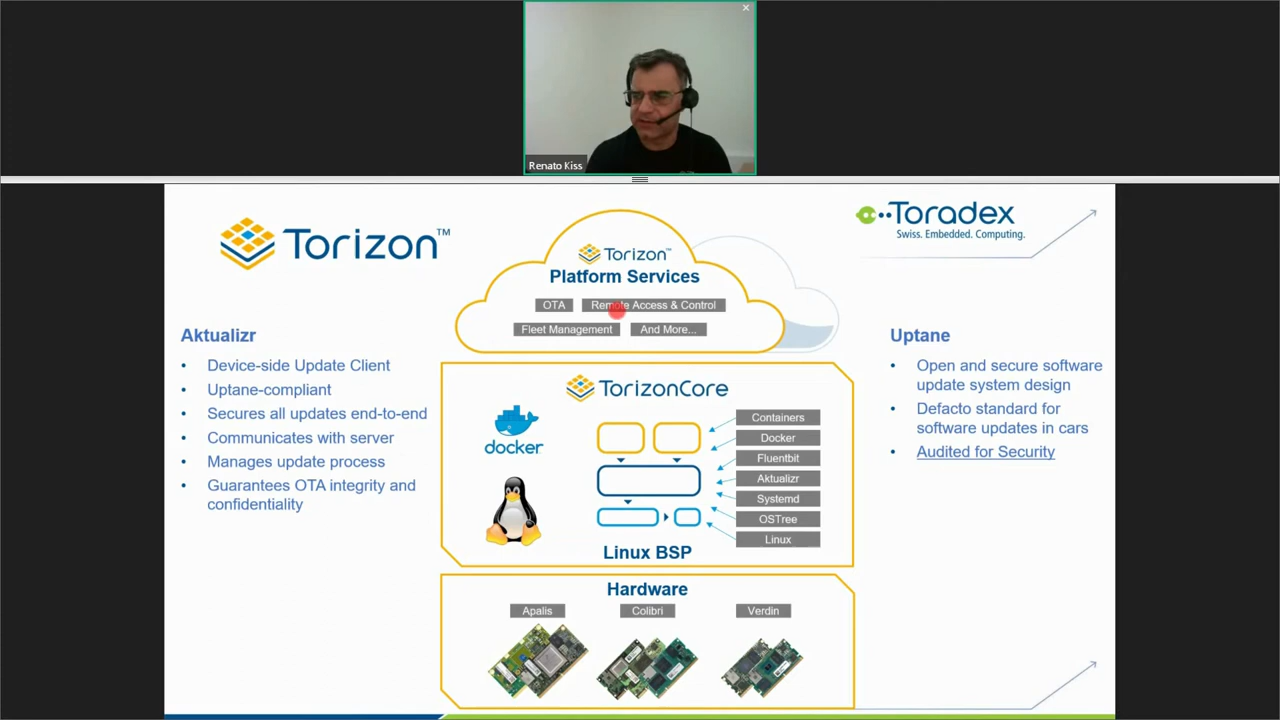 Renato Kiss
Torizon™
Toradex
Swiss. Embedded. Computing.
Torizon™
Platform Services
OTA
Remote Access & Control
Fleet Management
And More...
Aktualizr
• Device-side Update Client
• Uptane-compliant
• Secures all updates end-to-end
• Communicates with server
• Manages update process
• Guarantees OTA integrity and
confidentiality
TorizonCore
docker
Containers
Docker
Fluentbit
Aktualizr
Systemd
OSTree
Linux
Linux BSP
Uptane
• Open and secure software
update system design
• Defacto standard for
software updates in cars
• Audited for Security
Hardware
Apalis
Colibri
Verdin